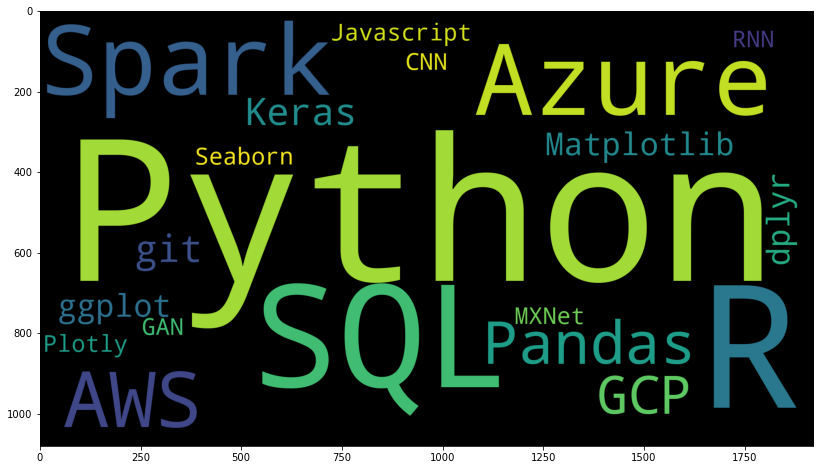 0
200
400
600
800
1000
0
250
500
750
1000
1250
1500
1750
Spark
Javascript
CNN
Azure
RNN
Keras
Seaborn
Matplotlib
Python
dplyr
git
ggplot
GAN
Plotly
SQL
MXNet
Pandas
R
AWS
GCP